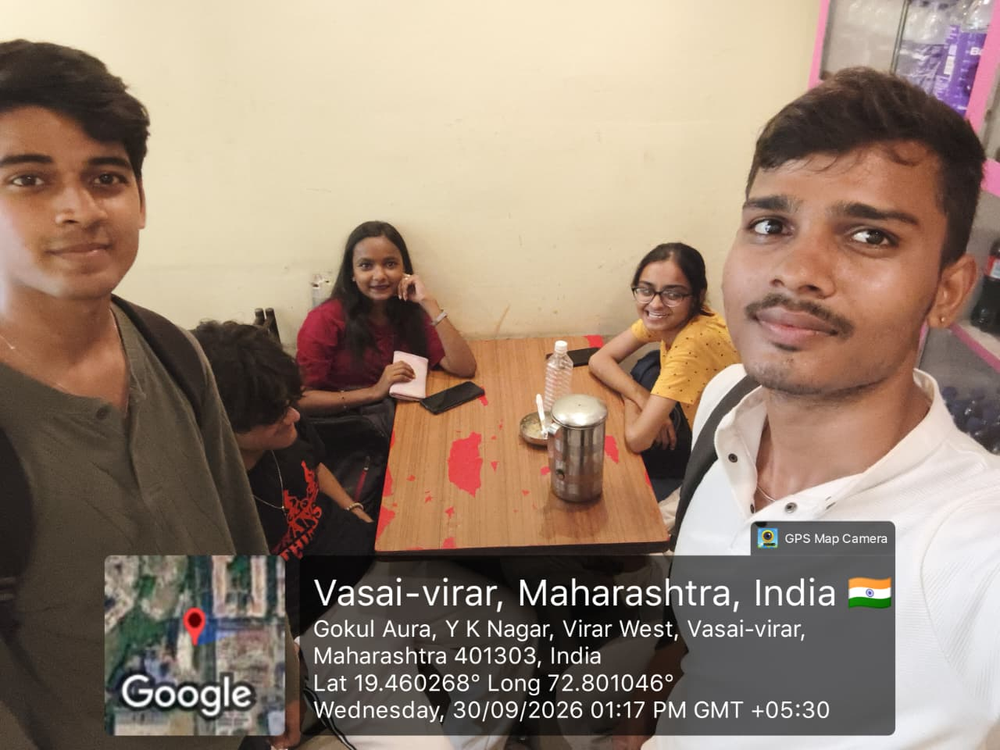 GPS Map Camera
Vasai-virar, Maharashtra, India
Gokul Aura, Y K Nagar, Virar West, Vasai-virar,
Maharashtra 401303, India
Lat 19.460268° Long 72.801046°
Wednesday, 30/09/2026 01:17 PM GMT +05:30
Google